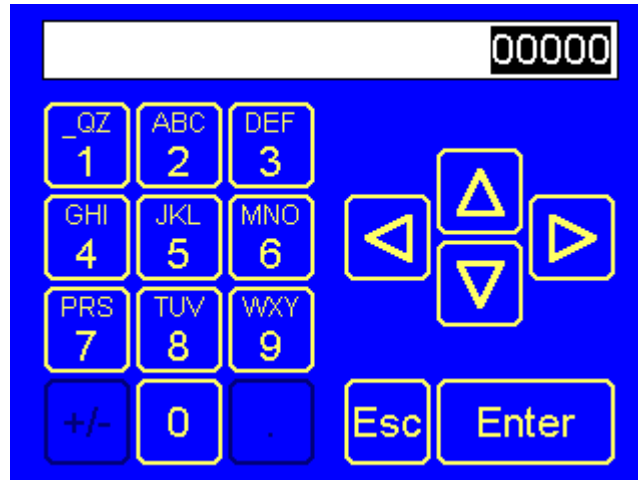 00000
_QZ ABC DEF
1 2 3
GHI JKL MNO
4 5 6
PRS TUV WXY
7 8 9
+/- 0 . Esc Enter